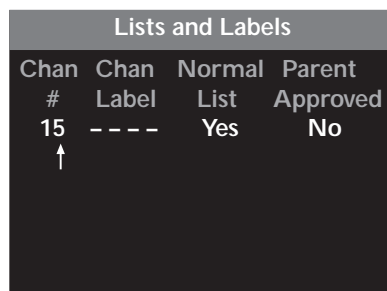 Lists and Labels
Chan Chan Normal Parent
# Label List Approved
15 – – – – Yes No